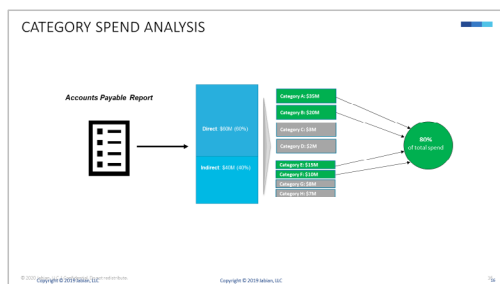 CATEGORY SPEND ANALYSIS
Accounts Payable Report
Direct: $60M (60%)
Indirect: $40M (40%)
Category A: $35M
Category B: $20M
Category C: $3M
Category D: $2M
Category E: $15M
Category F: $10M
Category G: $8M
Category H: $7M
80%
of total spend
Copyright © 2019 Jabian, LLC
Copyright © 2019 Jabian, LLC